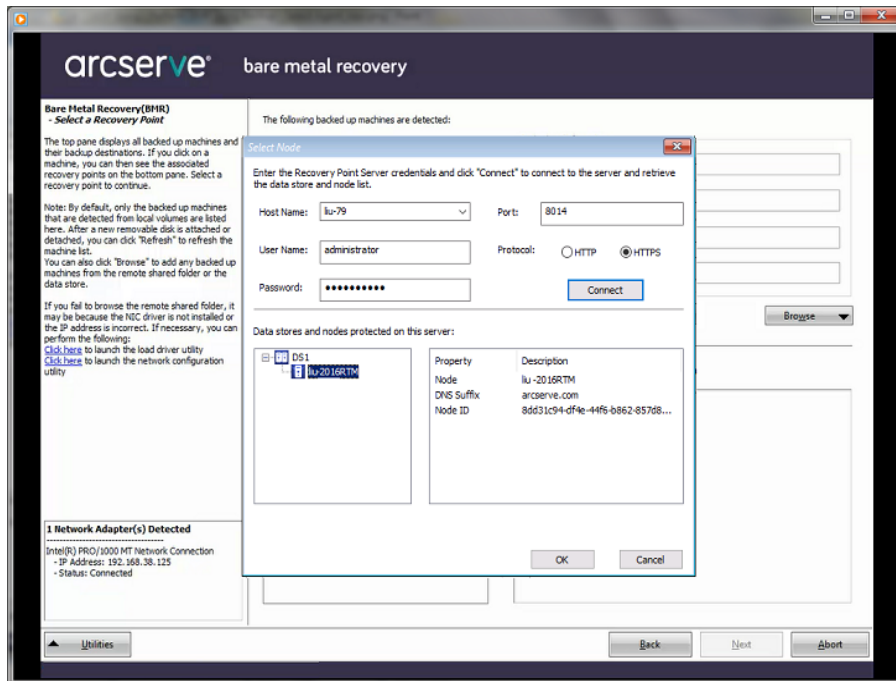 arcserve® bare metal recovery
Bare Metal Recovery(BMR)
- Select a Recovery Point
The top pane displays all backed up machines and
their backup destinations. If you click on a
machine, you can then see the associated
recovery points on the bottom pane. Select a
recovery point to continue.
Note: By default, only the backed up machines
that are detected from local volumes are listed
here. After a new removable disk is attached or
detached, you can click "Refresh" to refresh the
machine list.
You can also click "Browse" to add any backed up
machines from the remote shared folder or the
data store.
If you fail to browse the remote shared folder, it
may be because the NIC driver is not installed or
the IP address is incorrect. If necessary, you can
perform the following:
Click here to launch the load driver utility
Click here to launch the network configuration
utility
1 Network Adapter(s) Detected
Intel(R) PRO/1000 MT Network Connection
- IP Address: 192.168.38.125
- Status: Connected
The following backed up machines are detected:
Select Node
Enter the Recovery Point Server credentials and click "Connect" to connect to the server and retrieve
the data store and node list.
Host Name: liu-79 Port: 8014
User Name: administrator Protocol: HTTP HTTPS
Password: •••••••••• Connect
Data stores and nodes protected on this server:
DS1
liu-2016RTM
Property Description
Node liu -2016RTM
DNS Suffix arcserve.com
Node ID 8dd31c94-df4e-44f6-b862-857d8...
OK Cancel
Browse
Utilities Back Next Abort